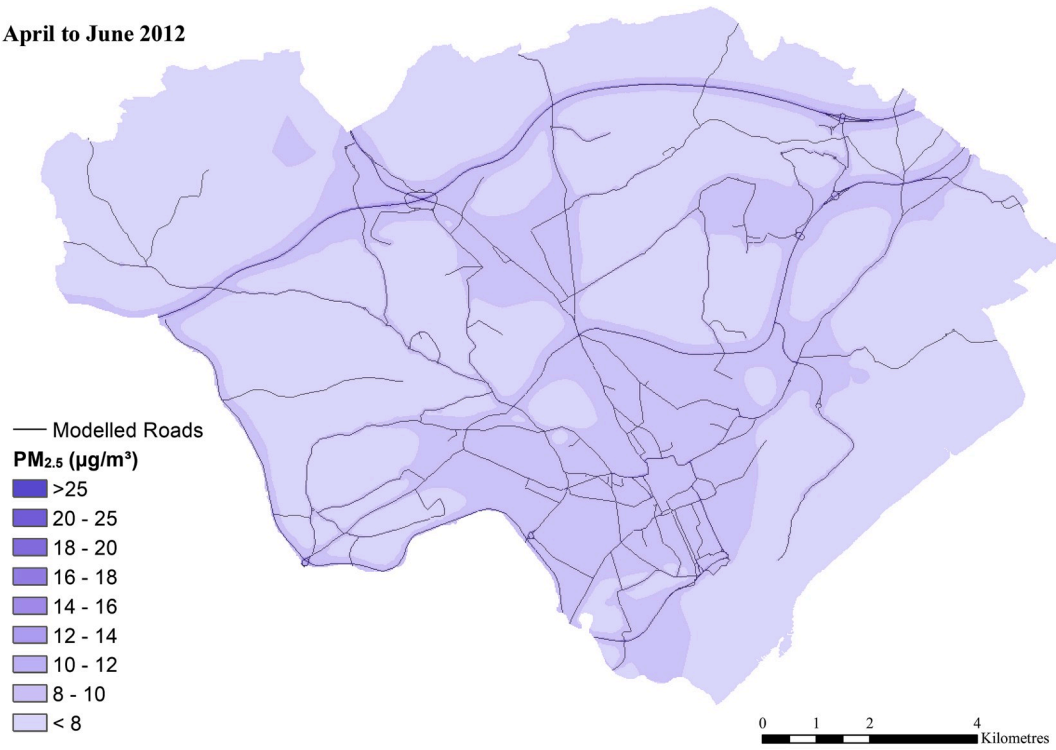 April to June 2012
Modelled Roads
PM₂.₅ (µg/m³)
>25
20 - 25
18 - 20
16 - 18
14 - 16
12 - 14
10 - 12
8 - 10
< 8
0 1 2 4
Kilometres